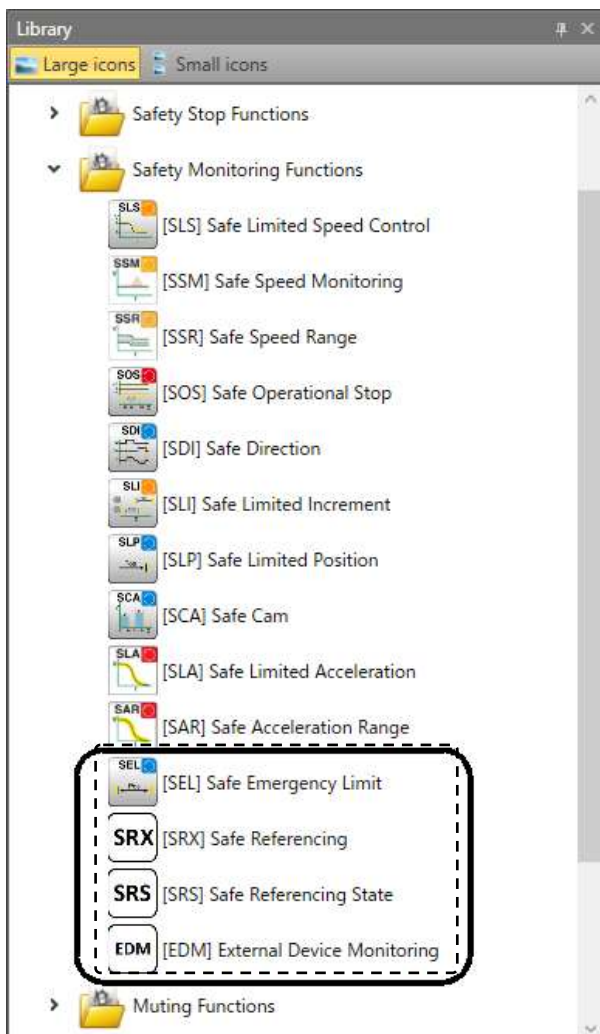 Library
Large icons Small icons
Safety Stop Functions
Safety Monitoring Functions
SLS [SLS] Safe Limited Speed Control
SSM [SSM] Safe Speed Monitoring
SSR [SSR] Safe Speed Range
SOS [SOS] Safe Operational Stop
SDI [SDI] Safe Direction
SLI [SLI] Safe Limited Increment
SLP [SLP] Safe Limited Position
SCA [SCA] Safe Cam
SLA [SLA] Safe Limited Acceleration
SAR [SAR] Safe Acceleration Range
SEL [SEL] Safe Emergency Limit
SRX [SRX] Safe Referencing
SRS [SRS] Safe Referencing State
EDM [EDM] External Device Monitoring
Muting Functions